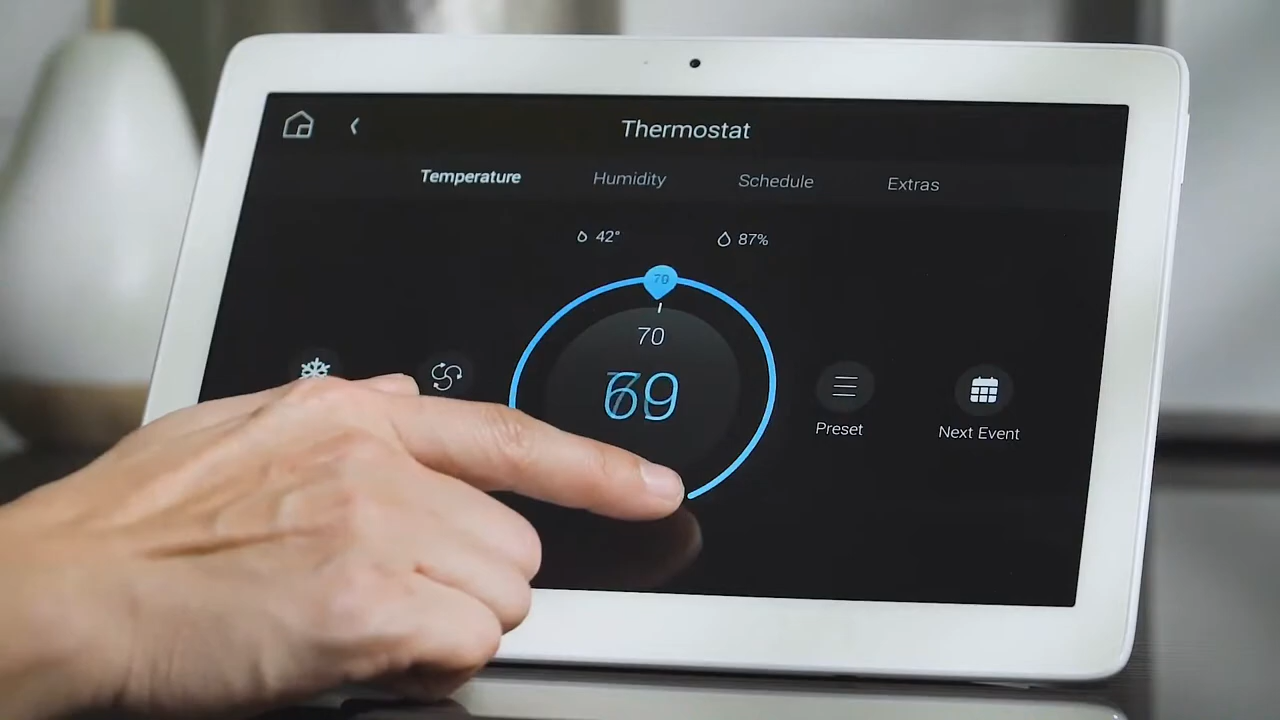 Thermostat
Temperature Humidity Schedule Extras
42° 87%
70
70
69
Preset Next Event